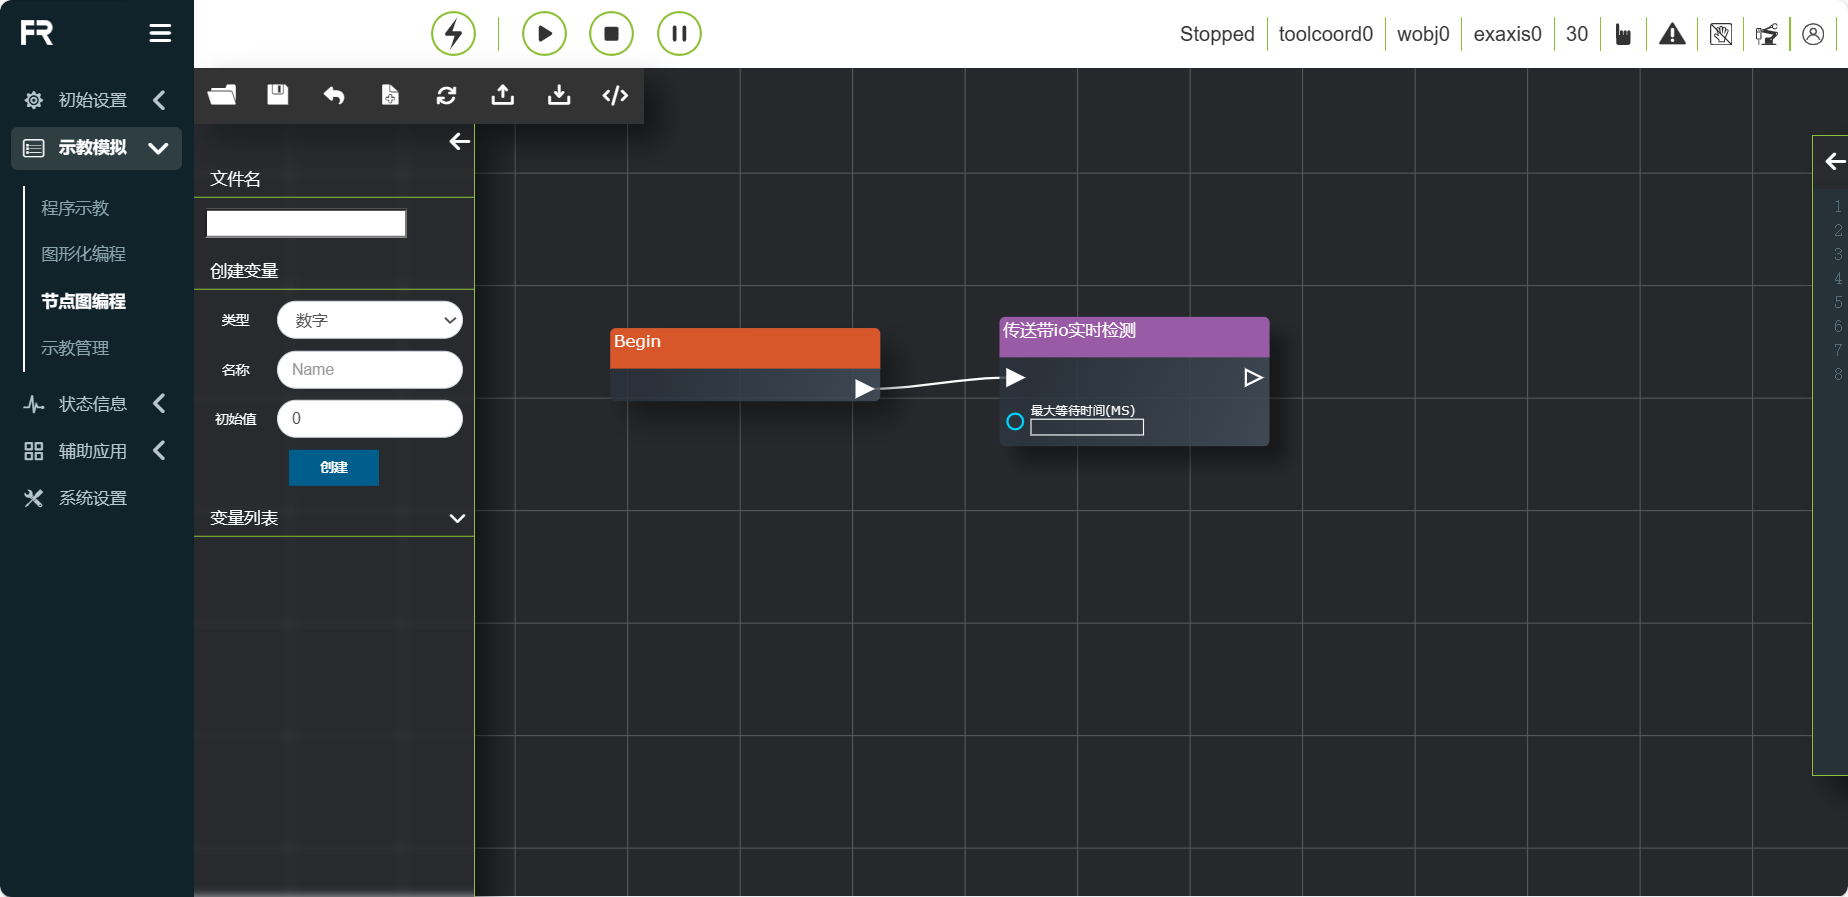 FR
初始设置
示教模拟
程序示教
图形化编程
节点图编程
示教管理
状态信息
辅助应用
系统设置
Stopped
toolcoord0
wobj0
exaxis0
30
文件名
创建变量
类型
数字
名称
Name
初始值
0
创建
变量列表
Begin
传送带io实时检测
最大等待时间(MS)
1
2
3
4
5
6
7
8